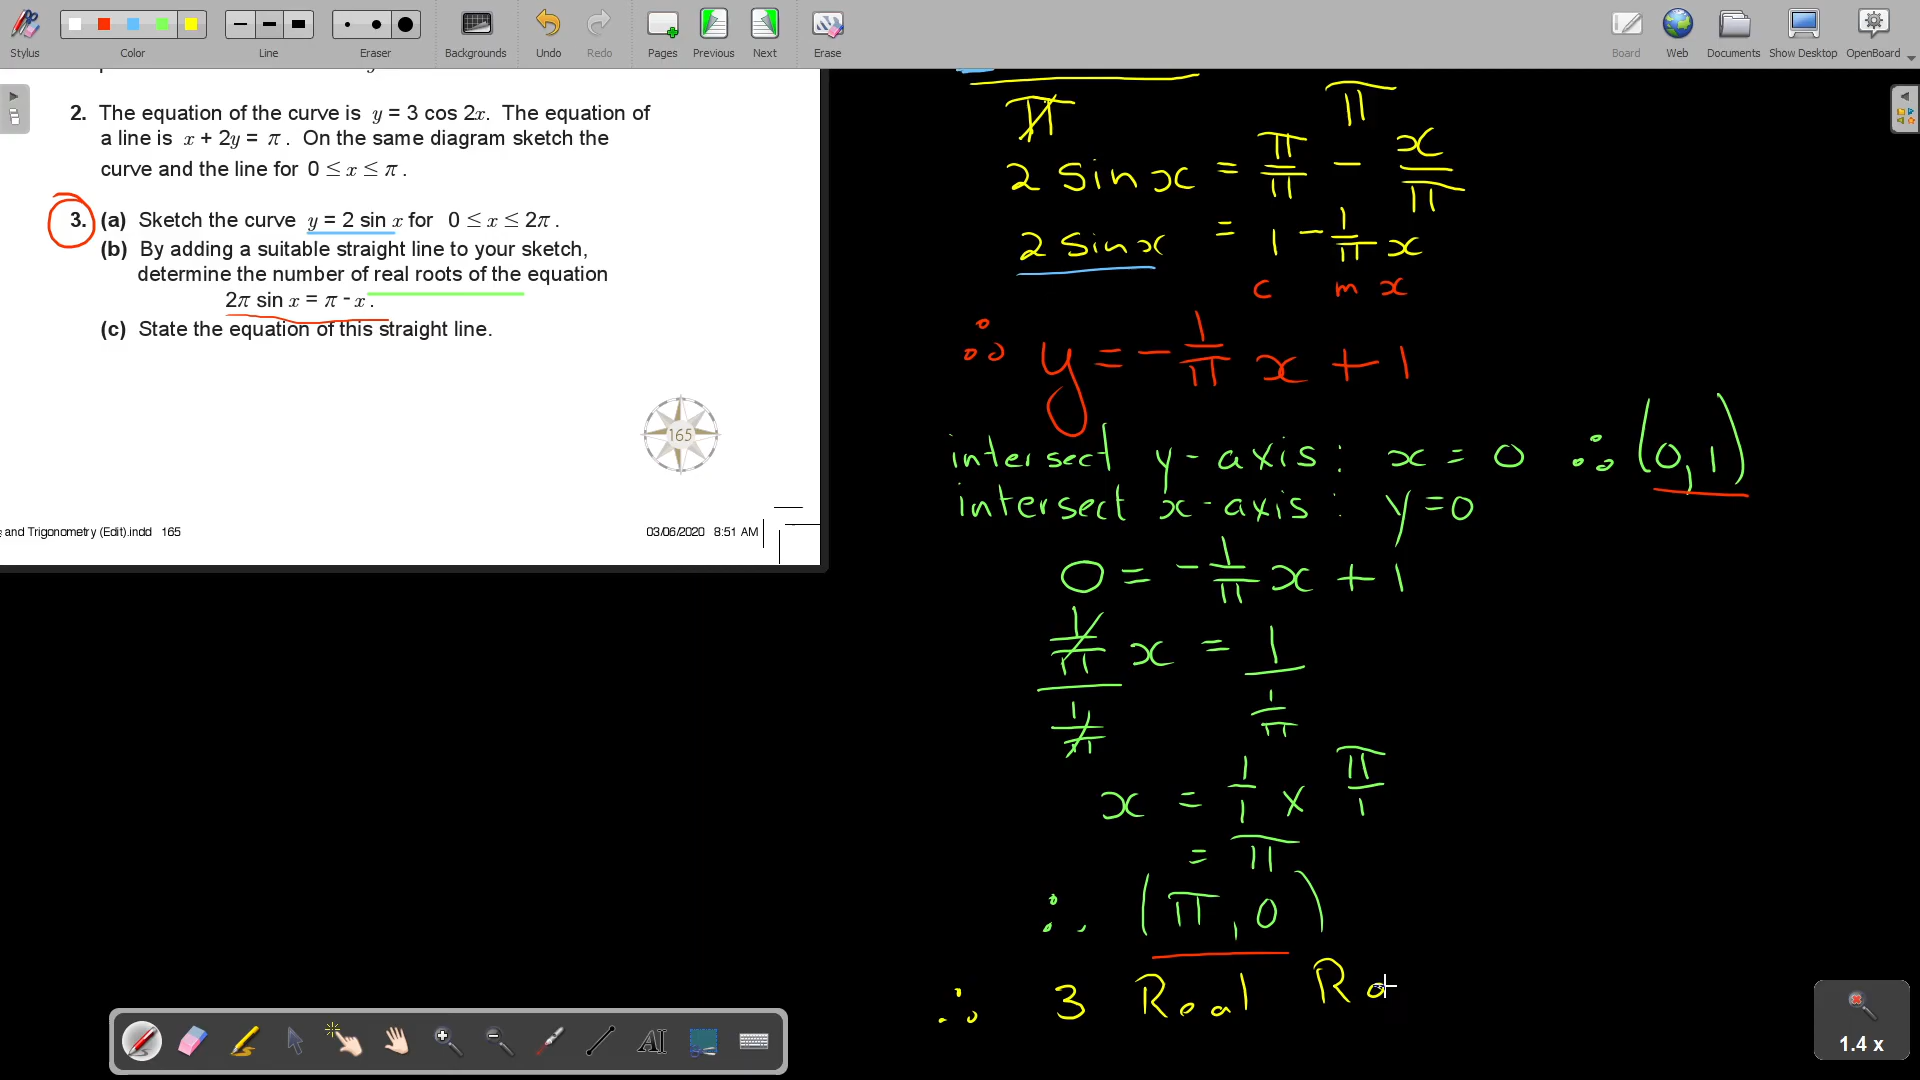 Stylus
Color
Line
Eraser
Backgrounds
Undo
Redo
Pages
Previous
Next
Erase
Board
Web
Documents
Show Desktop
OpenBoard
2. The equation of the curve is y = 3 cos 2x. The equation of
a line is x + 2y = π . On the same diagram sketch the
curve and the line for 0 ≤ x ≤ π .
3. (a) Sketch the curve y = 2 sin x for 0 ≤ x ≤ 2π .
(b) By adding a suitable straight line to your sketch,
determine the number of real roots of the equation
2π sin x = π - x .
(c) State the equation of this straight line.
165
and Trigonometry (Edit).indd 165
03/06/2020 8:51 AM
π π
2 sin x = π/π - x/π
2 sin x = 1 - 1/π x
c m x
∴ y = - 1/π x + 1
intersect y-axis: x = 0 ∴ (0,1)
intersect x-axis: y = 0
0 = - 1/π x + 1
1/π x / 1/π = 1 / 1/π
x = 1/1 × π/1
= π
∴ (π, 0)
∴ 3 Real Ro
1.4 x